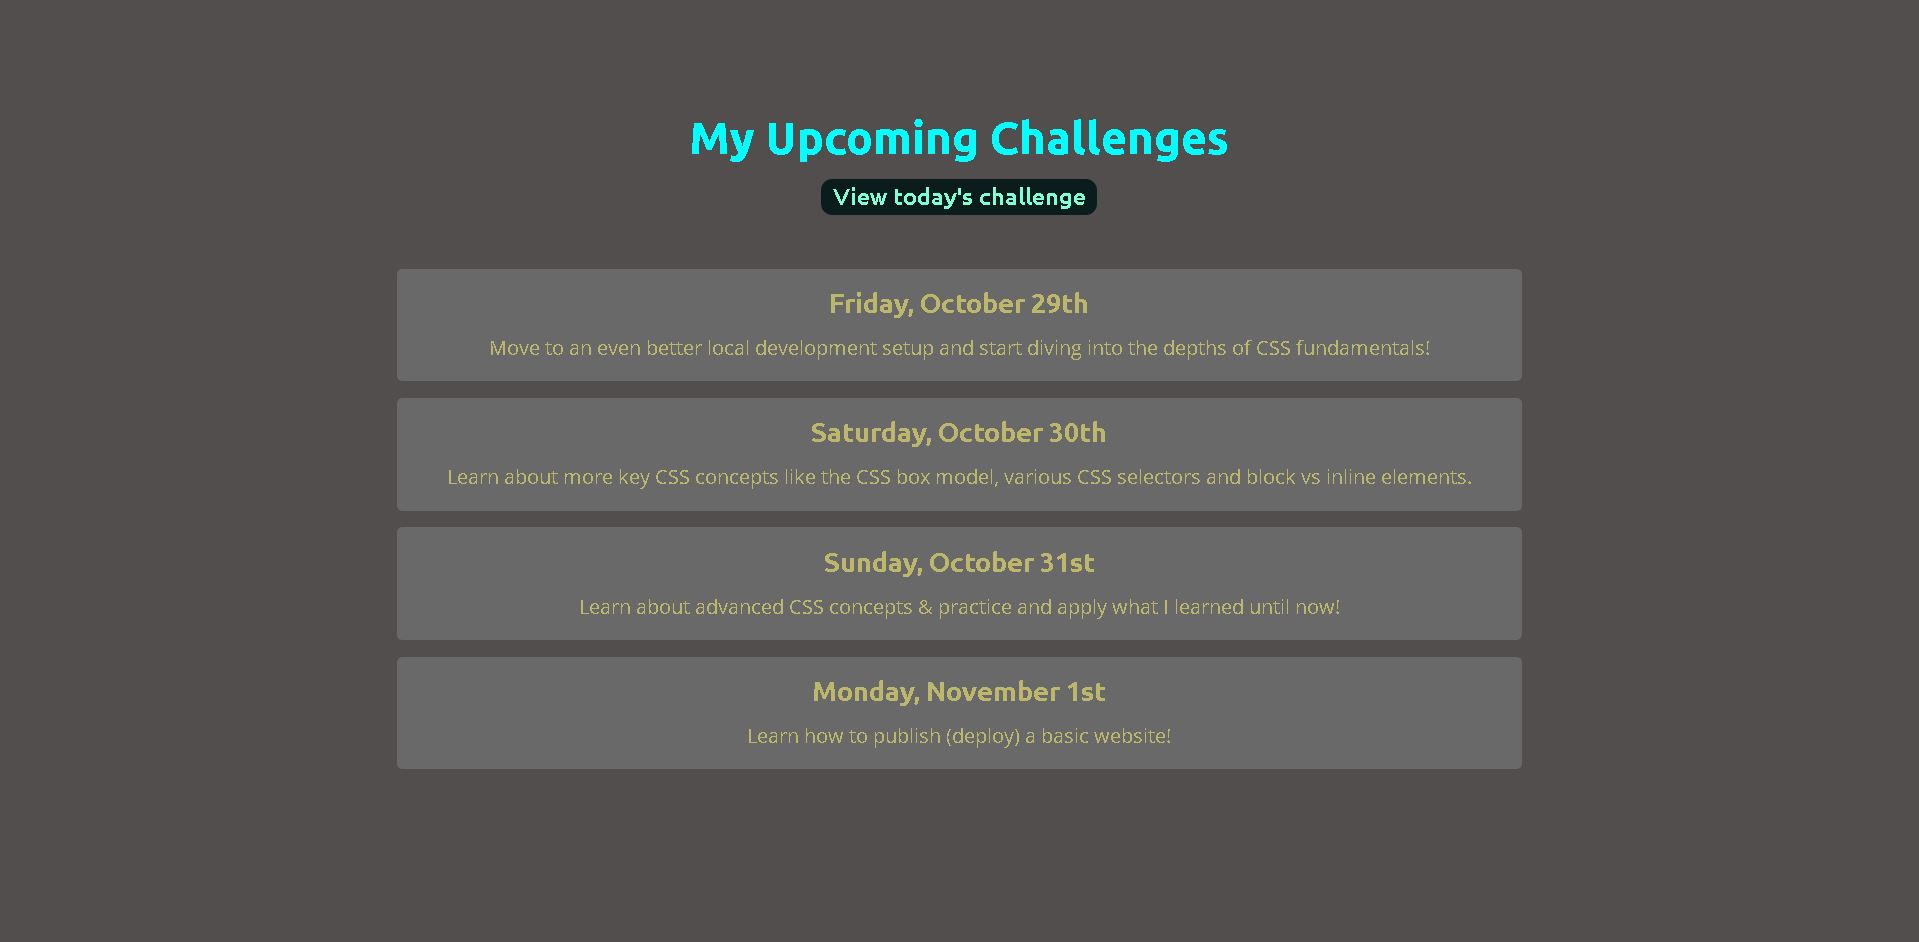 My Upcoming Challenges
View today's challenge
Friday, October 29th
Move to an even better local development setup and start diving into the depths of CSS fundamentals!
Saturday, October 30th
Learn about more key CSS concepts like the CSS box model, various CSS selectors and block vs inline elements.
Sunday, October 31st
Learn about advanced CSS concepts & practice and apply what I learned until now!
Monday, November 1st
Learn how to publish (deploy) a basic website!